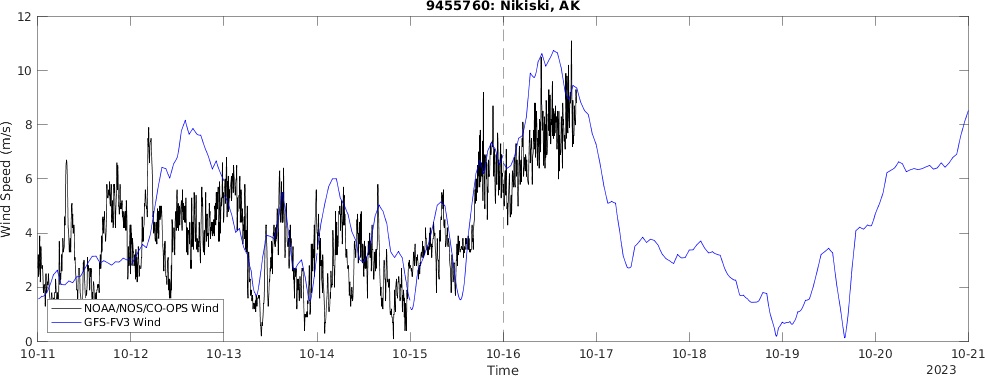 9455760: Nikiski, AK
Wind Speed (m/s)
12
10
8
6
4
2
0
NOAA/NOS/CO-OPS Wind
GFS-FV3 Wind
10-11 10-12 10-13 10-14 10-15 10-16 10-17 10-18 10-19 10-20 10-21
Time
2023